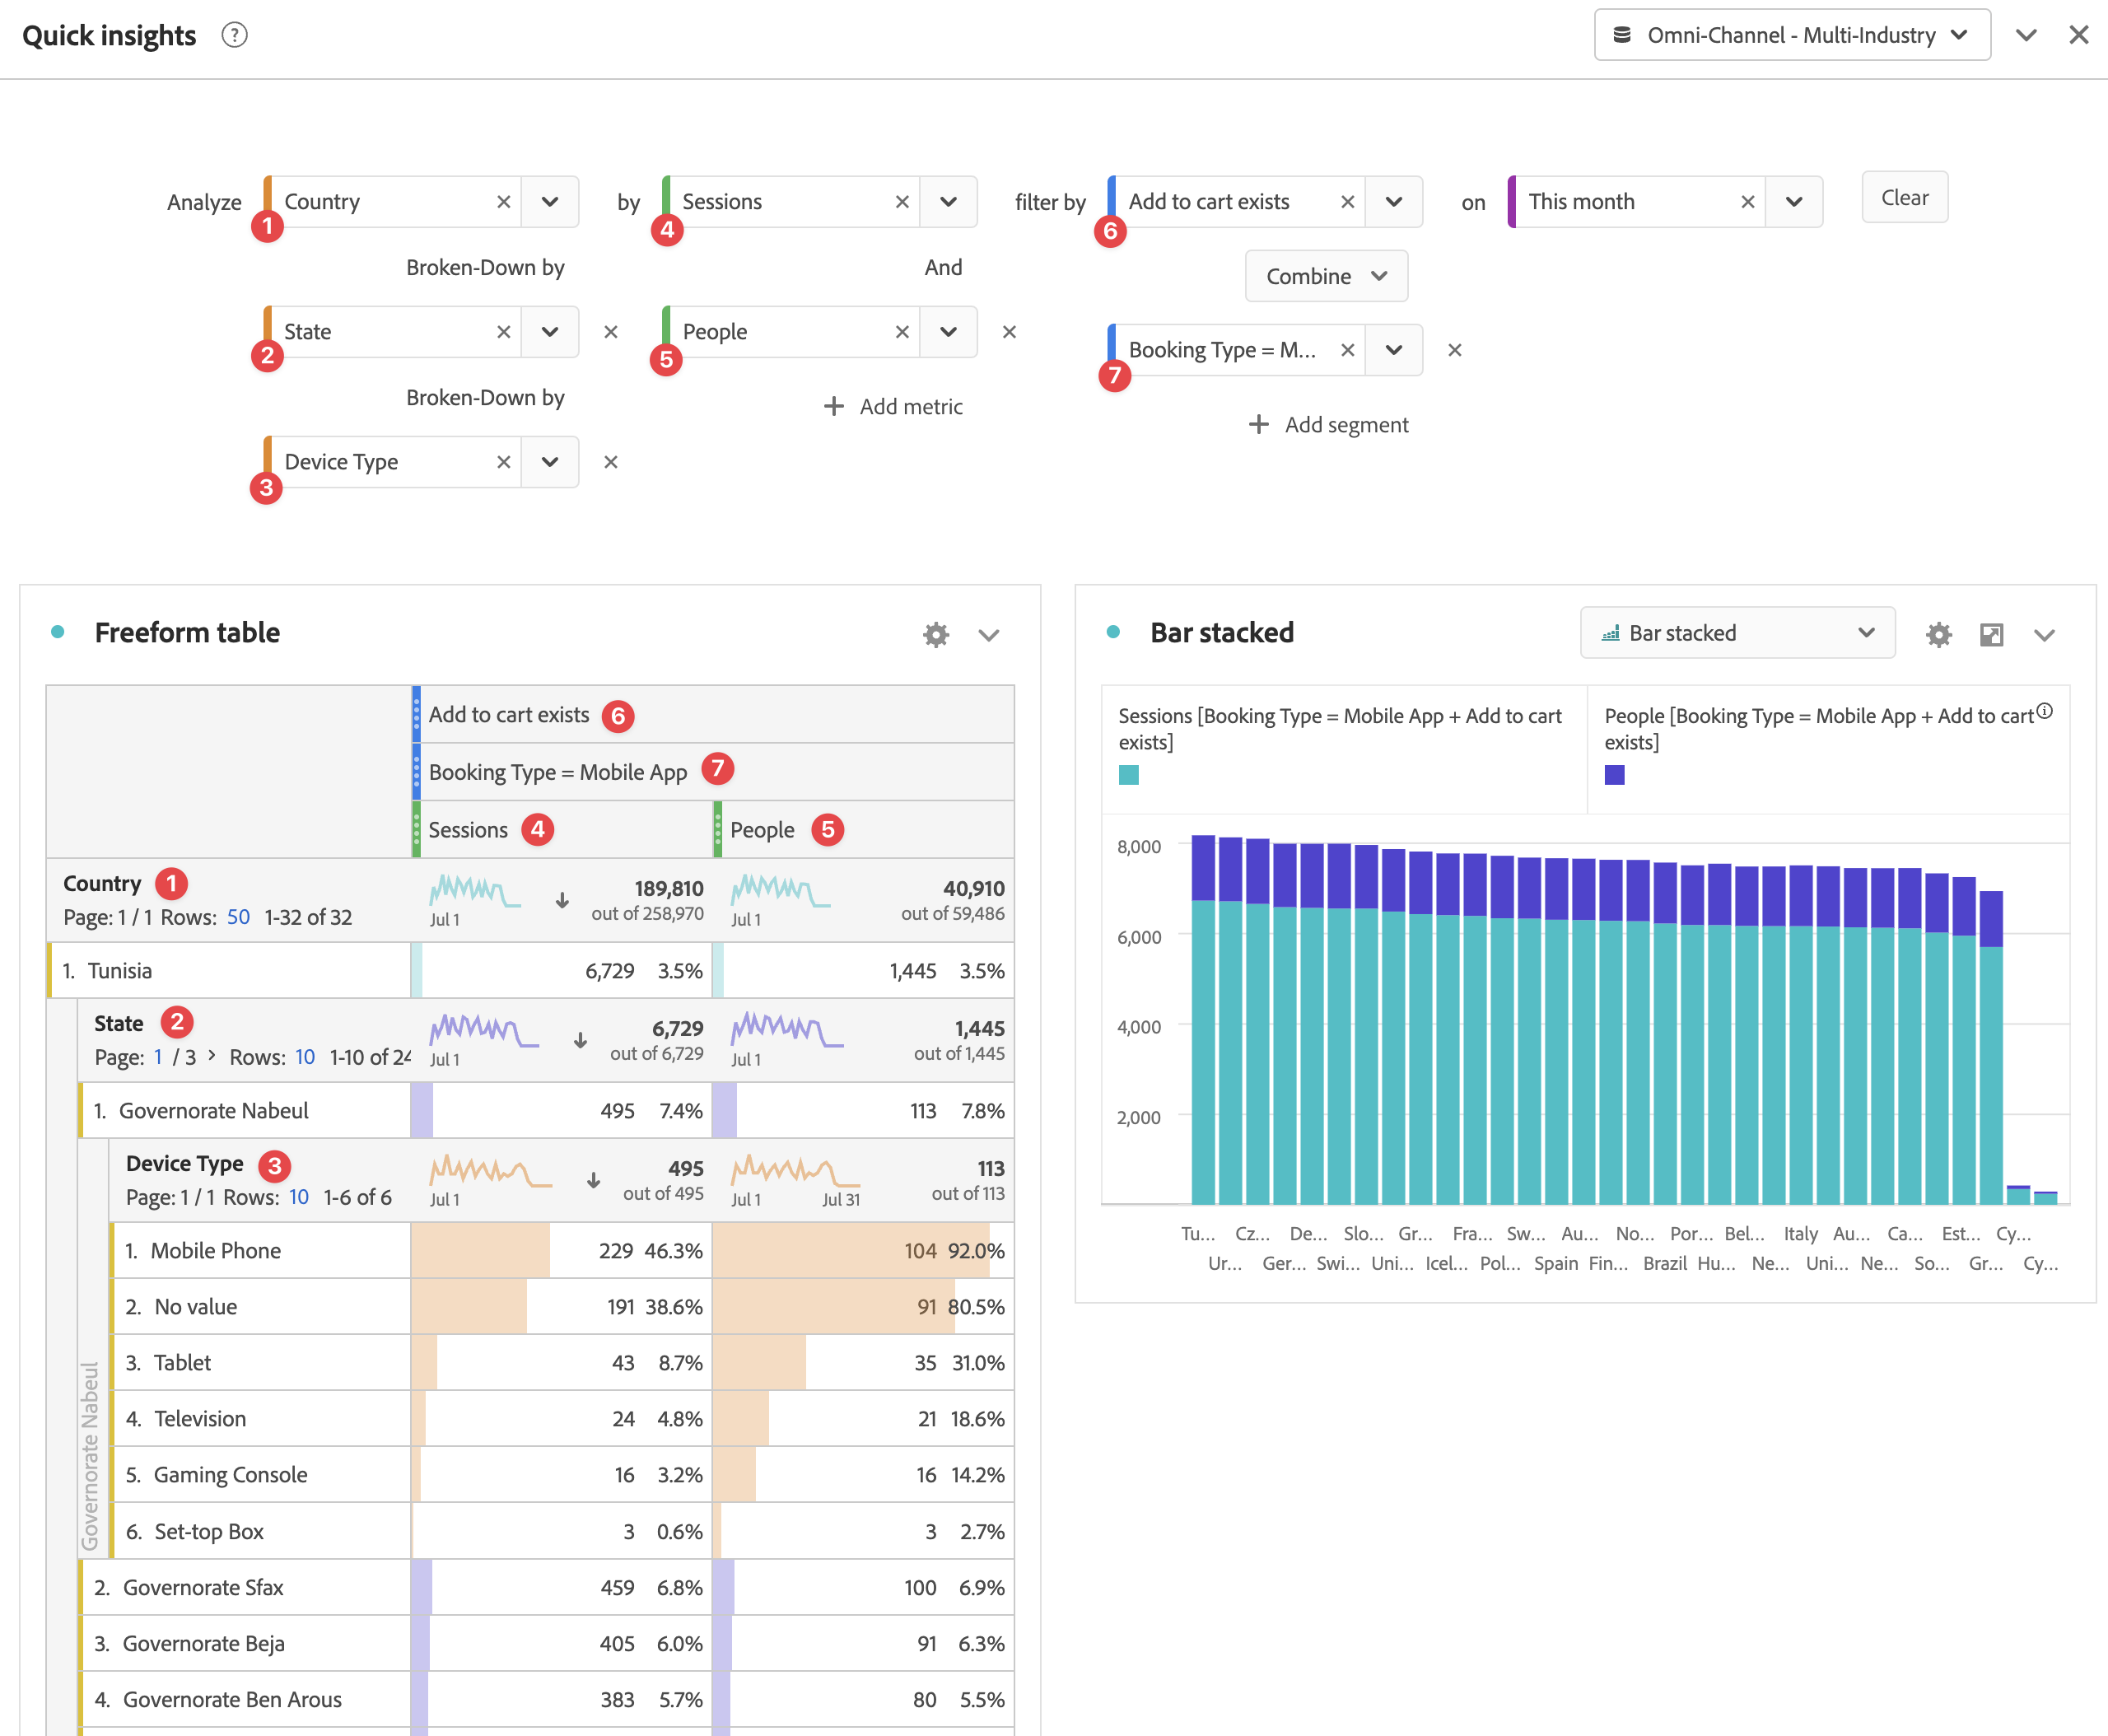 Quick insights ?
Omni-Channel - Multi-Industry
Analyze Country by Sessions filter by Add to cart exists on This month Clear
1 4 6
Broken-Down by And Combine
State People Booking Type = M...
2 5 7
Broken-Down by + Add metric + Add segment
Device Type
3
Freeform table
Add to cart exists 6
Booking Type = Mobile App 7
Sessions 4 People 5
Country 1 189,810 40,910
Page: 1 / 1 Rows: 50 1-32 of 32 Jul 1 out of 258,970 Jul 1 out of 59,486
1. Tunisia 6,729 3.5% 1,445 3.5%
State 2 6,729 1,445
Page: 1 / 3 > Rows: 10 1-10 of 24 Jul 1 out of 6,729 Jul 1 out of 1,445
1. Governorate Nabeul 495 7.4% 113 7.8%
Device Type 3 495 113
Page: 1 / 1 Rows: 10 1-6 of 6 Jul 1 out of 495 Jul 1 Jul 31 out of 113
Governorate Nabeul
1. Mobile Phone 229 46.3% 104 92.0%
2. No value 191 38.6% 91 80.5%
3. Tablet 43 8.7% 35 31.0%
4. Television 24 4.8% 21 18.6%
5. Gaming Console 16 3.2% 16 14.2%
6. Set-top Box 3 0.6% 3 2.7%
2. Governorate Sfax 459 6.8% 100 6.9%
3. Governorate Beja 405 6.0% 91 6.3%
4. Governorate Ben Arous 383 5.7% 80 5.5%
Bar stacked
Bar stacked
Sessions [Booking Type = Mobile App + Add to cart
exists]
People [Booking Type = Mobile App + Add to cart
exists]
8,000
6,000
4,000
2,000
Tu... Cz... De... Slo... Gr... Fra... Sw... Au... No... Por... Bel... Italy Au... Ca... Est... Cy...
Ur... Ger... Swi... Uni... Icel... Pol... Spain Fin... Brazil Hu... Ne... Uni... Ne... So... Gr... Cy...